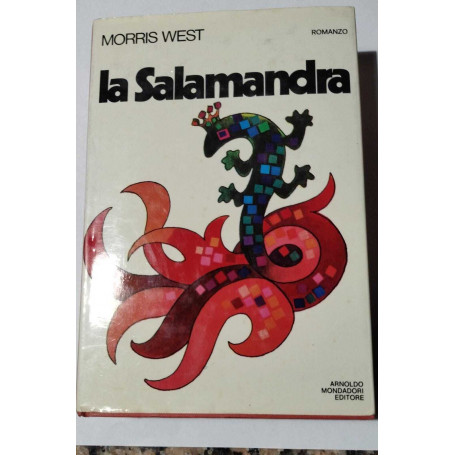 MORRIS WEST
ROMANZO
la Salamandra
ARNOLDO
MONDADORI
EDITORE